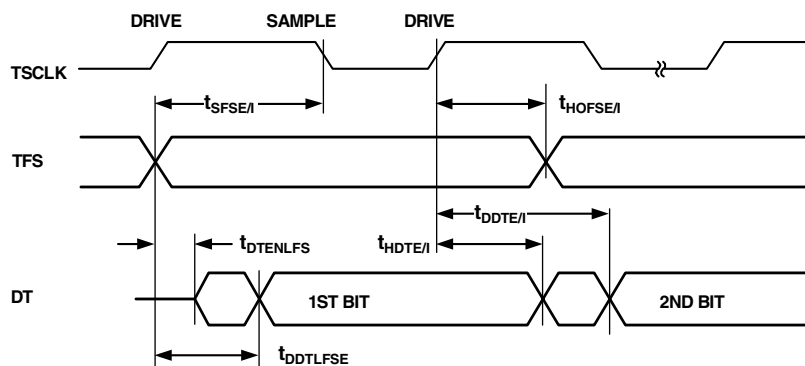 DRIVE SAMPLE DRIVE
TSCLK
tSFSE/I tHOFSE/I
TFS
tDDTE/I
tDTENLFS tHDTE/I
DT 1ST BIT 2ND BIT
tDDTLFSE